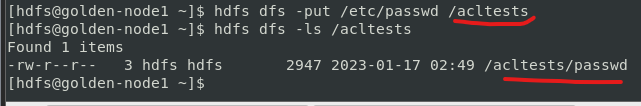 [hdfs@golden-node1 ~]$ hdfs dfs -put /etc/passwd /acltests
[hdfs@golden-node1 ~]$ hdfs dfs -ls /acltests
Found 1 items
-rw-r--r--   3 hdfs hdfs       2947 2023-01-17 02:49 /acltests/passwd
[hdfs@golden-node1 ~]$